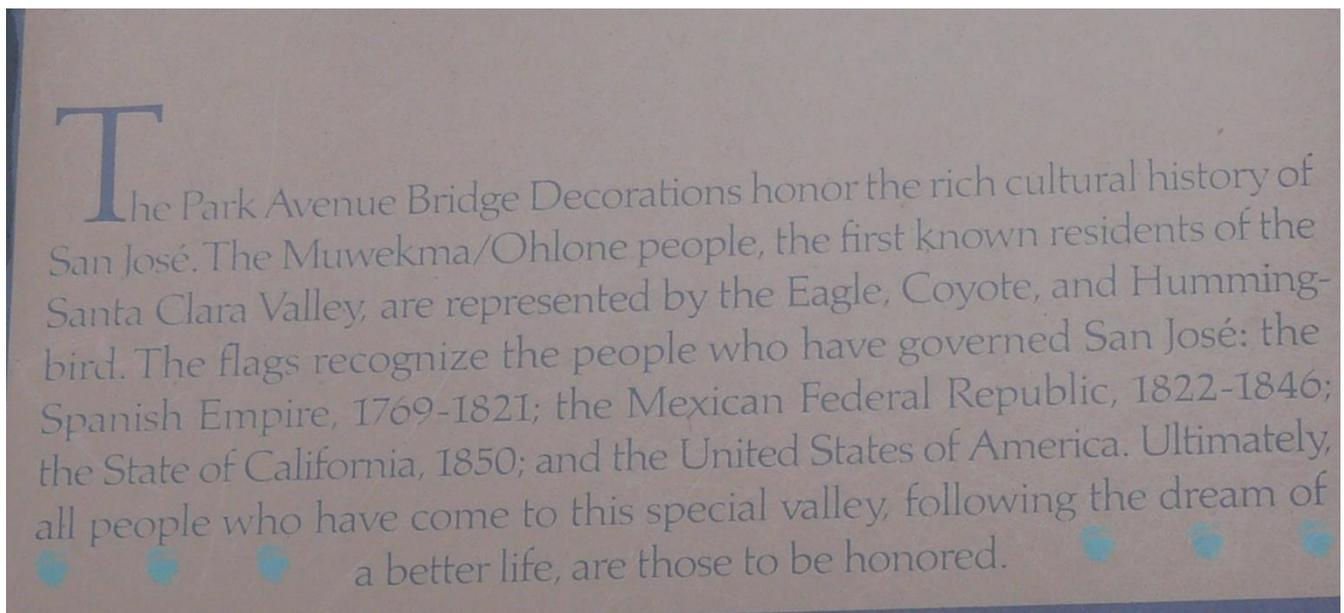 The Park Avenue Bridge Decorations honor the rich cultural history of
San José. The Muwekma/Ohlone people, the first known residents of the
Santa Clara Valley, are represented by the Eagle, Coyote, and Humming-
bird. The flags recognize the people who have governed San José: the
Spanish Empire, 1769-1821; the Mexican Federal Republic, 1822-1846;
the State of California, 1850; and the United States of America. Ultimately,
all people who have come to this special valley, following the dream of
a better life, are those to be honored.